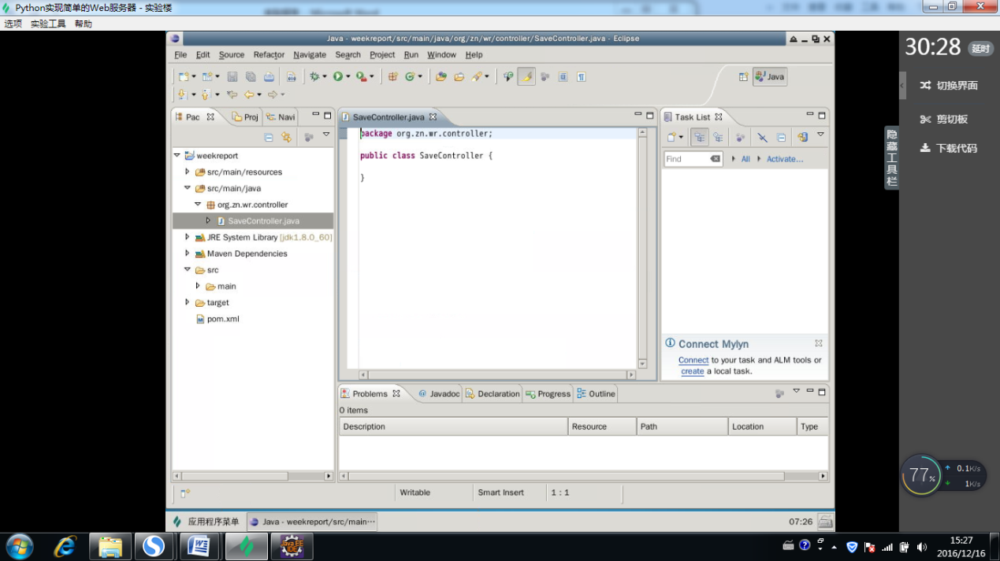 Python实现简单的Web服务器 - 实验楼
选项 实验工具 帮助
Java - weekreport/src/main/java/org/zn/wr/controller/SaveController.java - Eclipse
File Edit Source Refactor Navigate Search Project Run Window Help
Java
Pac Proj Navi
weekreport
src/main/resources
src/main/java
org.zn.wr.controller
SaveController.java
JRE System Library [jdk1.8.0_60]
Maven Dependencies
src
main
target
pom.xml
SaveController.java
package org.zn.wr.controller;
public class SaveController {
}
Task List
Find All Activate...
Connect Mylyn
Connect to your task and ALM tools or
create a local task.
Problems Javadoc Declaration Progress Outline
0 items
Description Resource Path Location Type
Writable Smart Insert 1 : 1
应用程序菜单 Java - weekreport/src/main⋯ 07:26
30:28 延时
切换界面
剪切板
下载代码
隐藏工具栏
77% 0.1K/s
1K/s
Java EE
IDE
15:27
2016/12/16